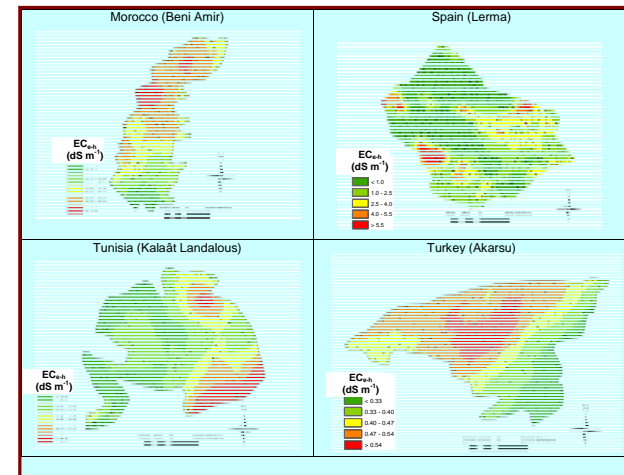 Morocco (Beni Amir)
ECe-h
(dS m-1)
Spain (Lerma)
ECe-h
(dS m-1)
< 1.0
1.0 - 2.5
2.5 - 4.0
4.0 - 5.5
> 5.5
Tunisia (Kalaât Landalous)
ECe-h
(dS m-1)
Turkey (Akarsu)
ECe-h
(dS m-1)
< 0.33
0.33 - 0.40
0.40 - 0.47
0.47 - 0.54
> 0.54